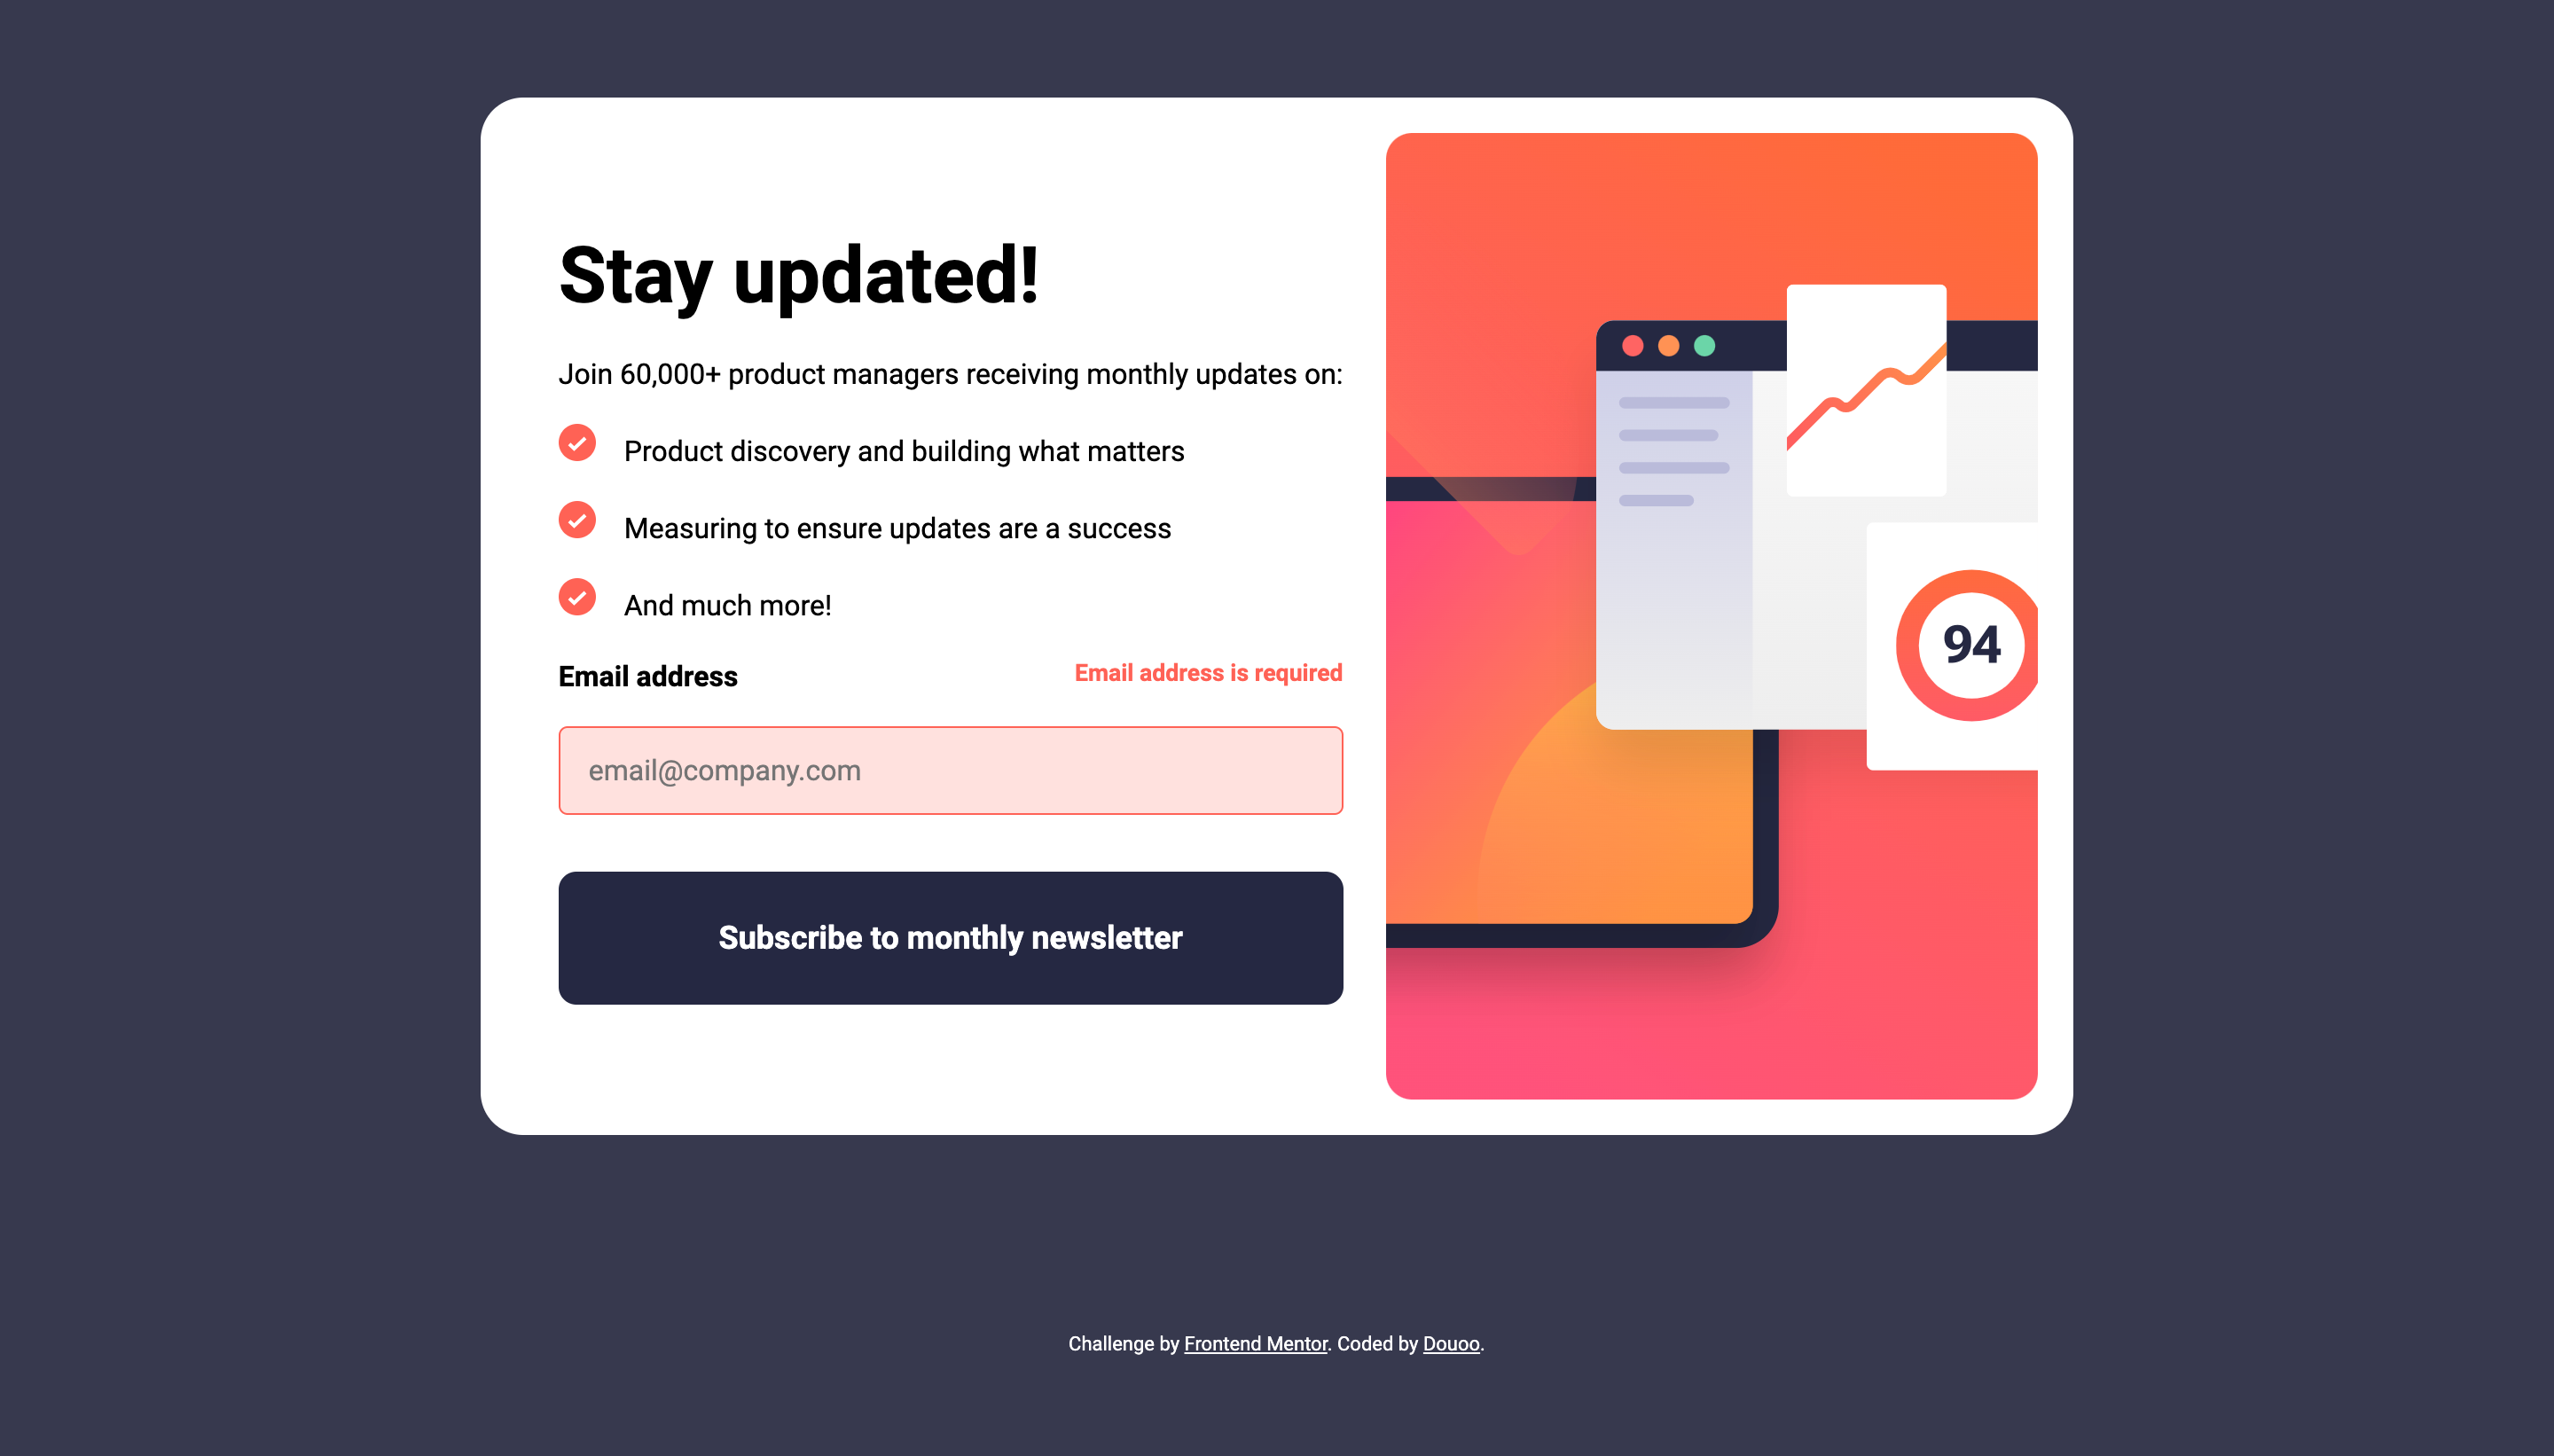 Stay updated!
Join 60,000+ product managers receiving monthly updates on:
Product discovery and building what matters
Measuring to ensure updates are a success
And much more!
Email address
Email address is required
email@company.com
Subscribe to monthly newsletter
94
Challenge by Frontend Mentor. Coded by Douoo.